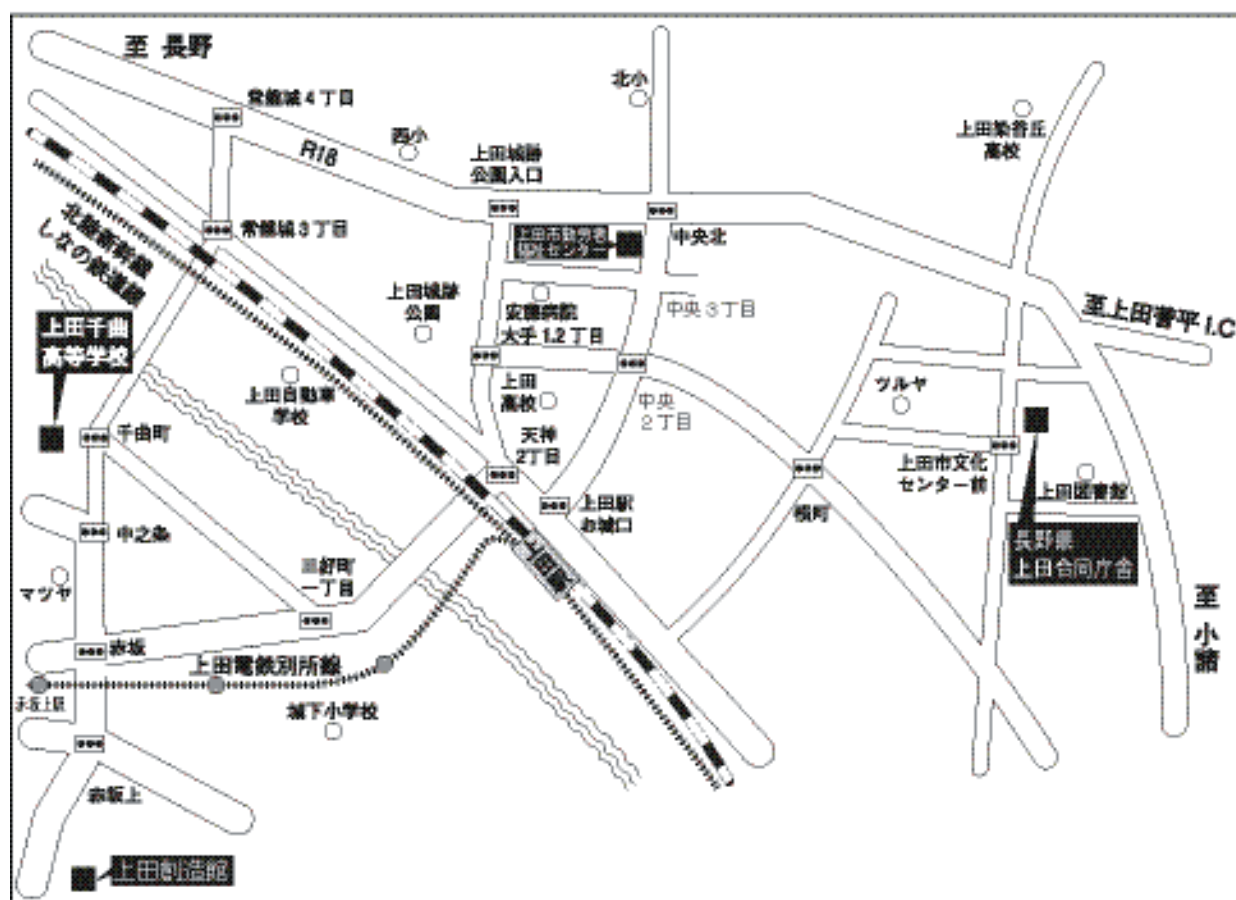 至 長野
常盤城4丁目
北小
上田染谷丘
高校
西小
R18
上田城跡
公園入口
常盤城3丁目
中央北
北陸新幹線
しなの鉄道線
上田城跡
公園
安藤病院
大手1.2丁目
中央3丁目
至上田菅平I.C
上田千曲
高等学校
上田自動車
学校
上田
高校
中央
2丁目
ツルヤ
千曲町
天神
2丁目
上田市文化
センター前
上田図書館
上田駅
お城口
横町
中之条
上田駅
長野県
上田合同庁舎
三好町
一丁目
マツヤ
赤坂
至小諸
上田電鉄別所線
赤坂上駅
城下小学校
赤坂上
上田創造館